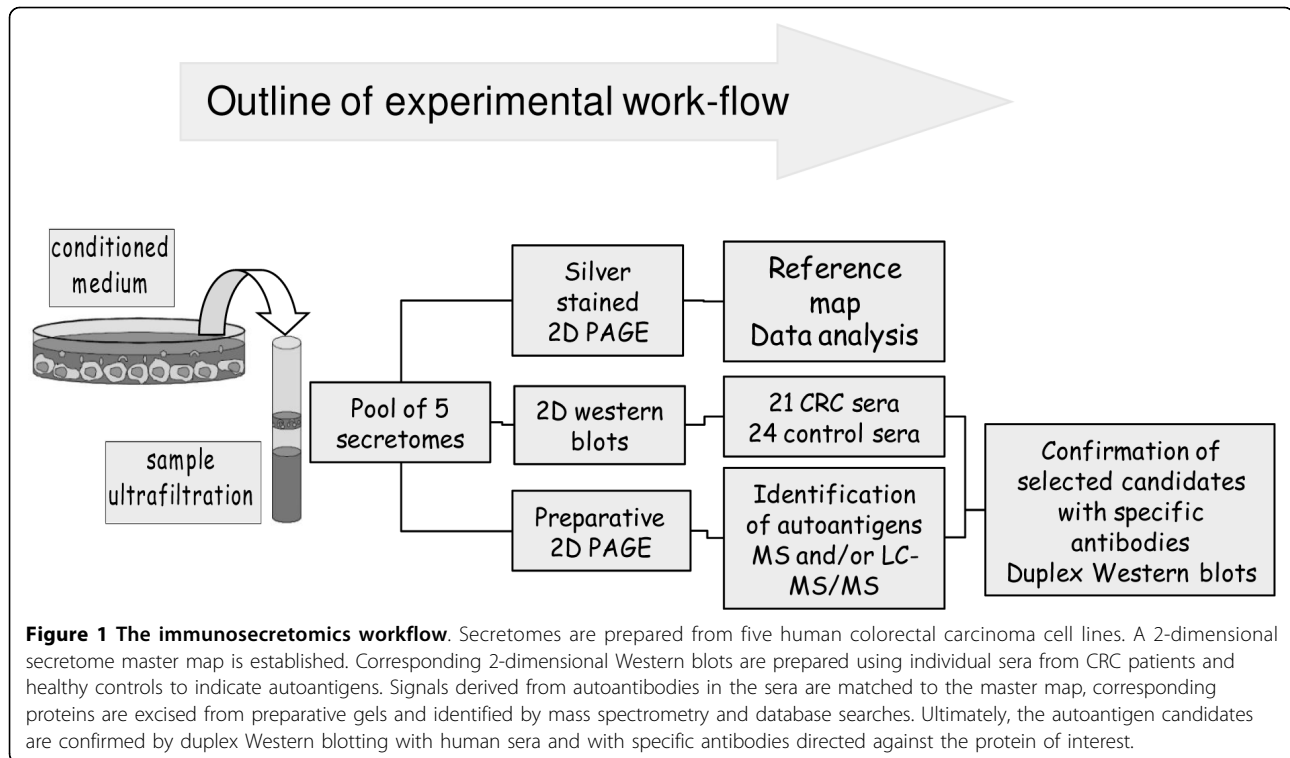 Outline of experimental work-flow
conditioned
medium
sample
ultrafiltration
Pool of 5
secretomes
Silver
stained
2D PAGE
Reference
map
Data analysis
2D western
blots
21 CRC sera
24 control sera
Preparative
2D PAGE
Identification
of autoantigens
MS and/or LC-
MS/MS
Confirmation of
selected candidates
with specific
antibodies
Duplex Western blots
Figure 1 The immunosecretomics workflow. Secretomes are prepared from five human colorectal carcinoma cell lines. A 2-dimensional
secretome master map is established. Corresponding 2-dimensional Western blots are prepared using individual sera from CRC patients and
healthy controls to indicate autoantigens. Signals derived from autoantibodies in the sera are matched to the master map, corresponding
proteins are excised from preparative gels and identified by mass spectrometry and database searches. Ultimately, the autoantigen candidates
are confirmed by duplex Western blotting with human sera and with specific antibodies directed against the protein of interest.